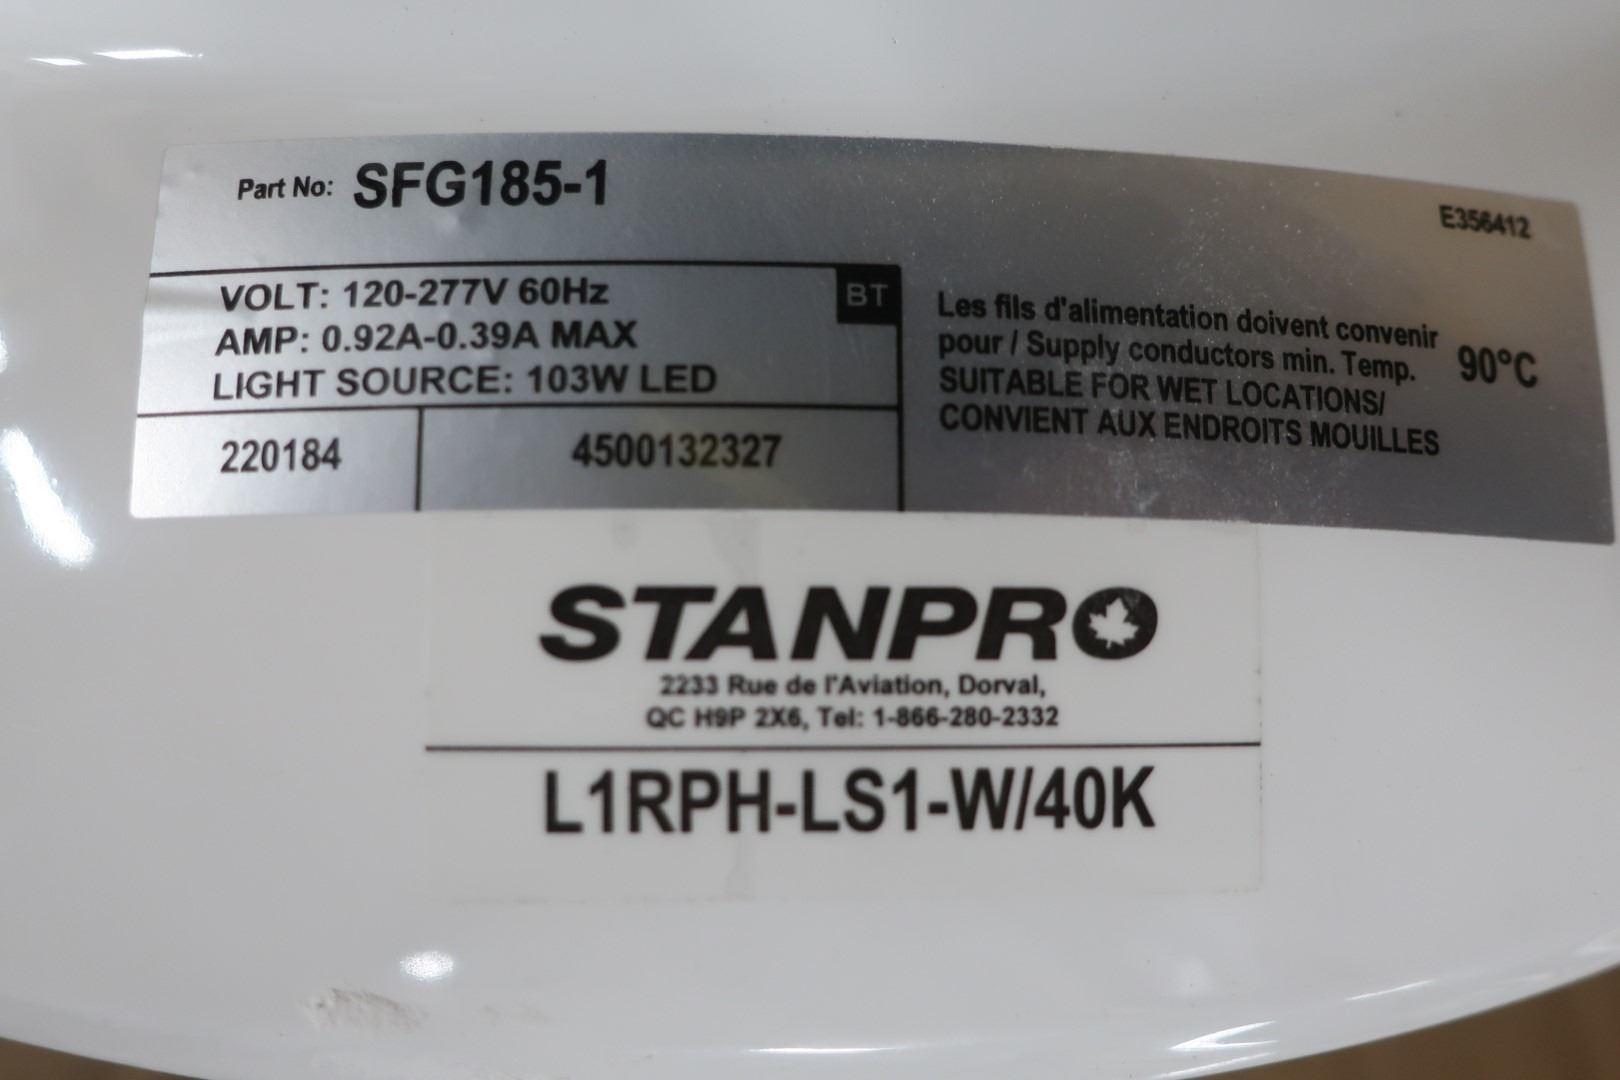 Part No: SFG185-1
E356412
VOLT: 120-277V 60Hz
BT
AMP: 0.92A-0.39A MAX
LIGHT SOURCE: 103W LED
220184
4500132327
Les fils d'alimentation doivent convenir
pour / Supply conductors min. Temp. 90°C
SUITABLE FOR WET LOCATIONS/
CONVIENT AUX ENDROITS MOUILLES
STANPRO
2233 Rue de l'Aviation, Dorval,
QC H9P 2X6, Tel: 1-866-280-2332
L1RPH-LS1-W/40K